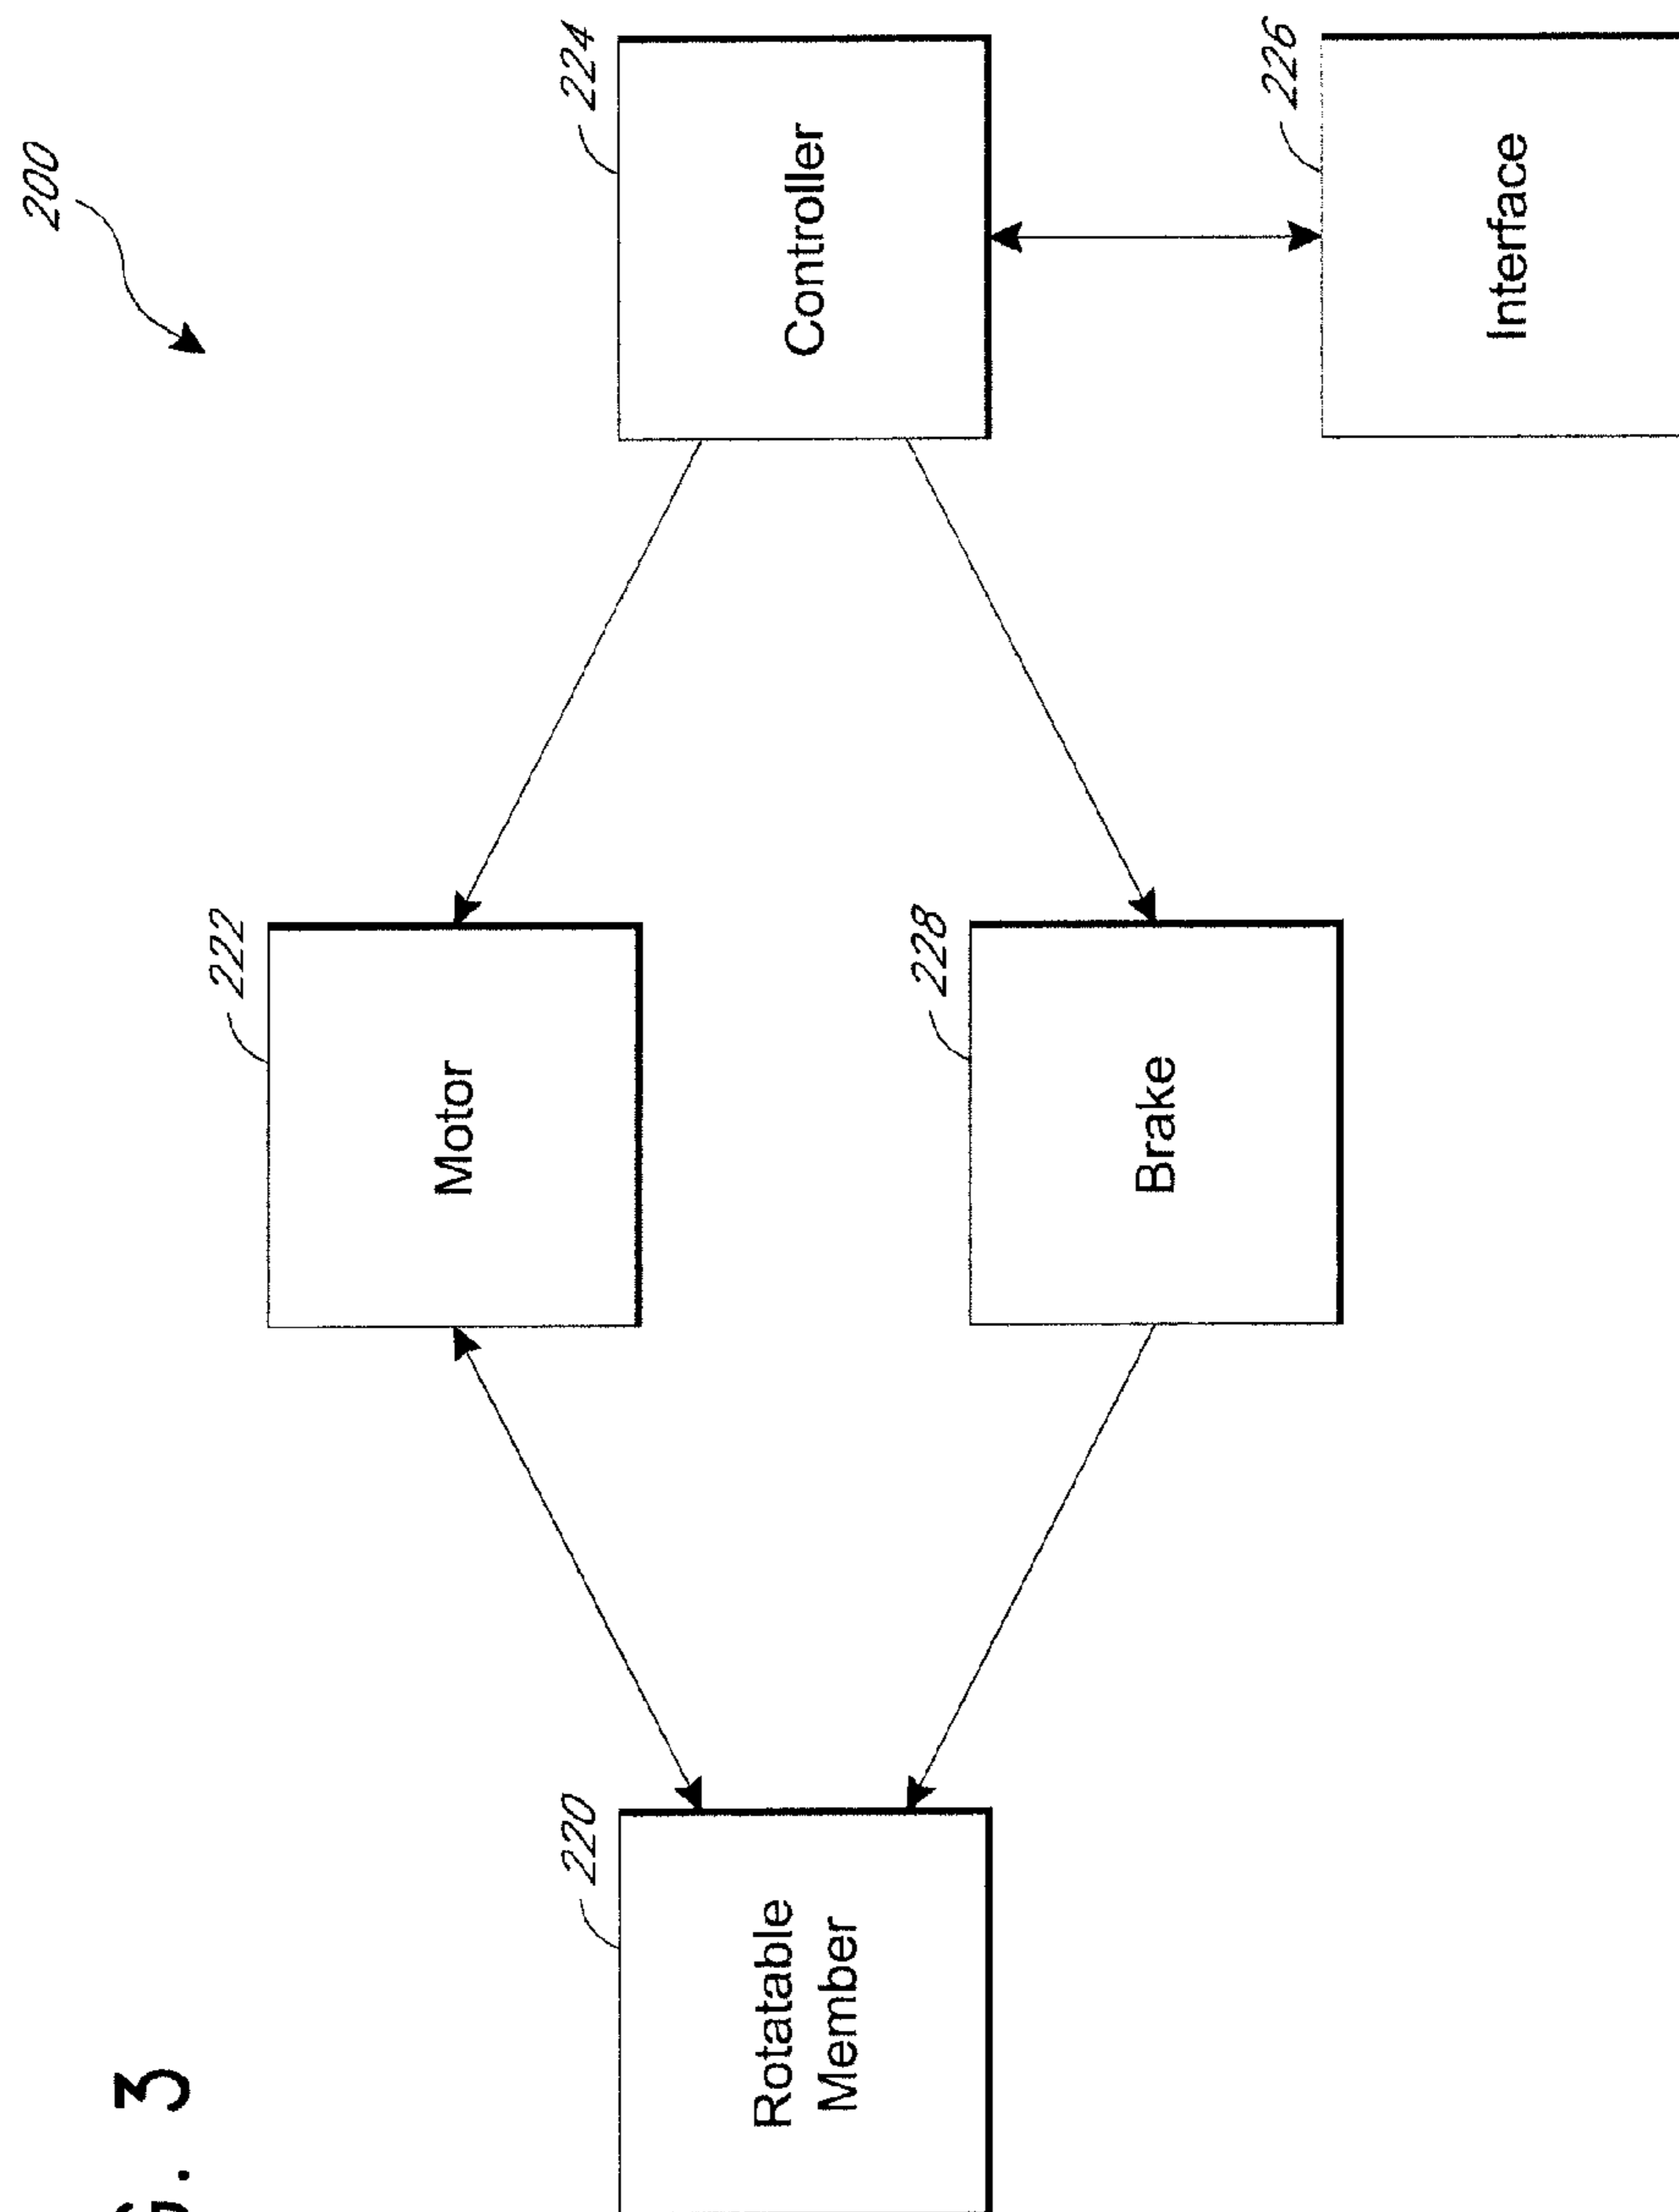 G. 3
200
222
Motor
220
Rotatable
Member
224
Controller
228
Brake
226
Interface